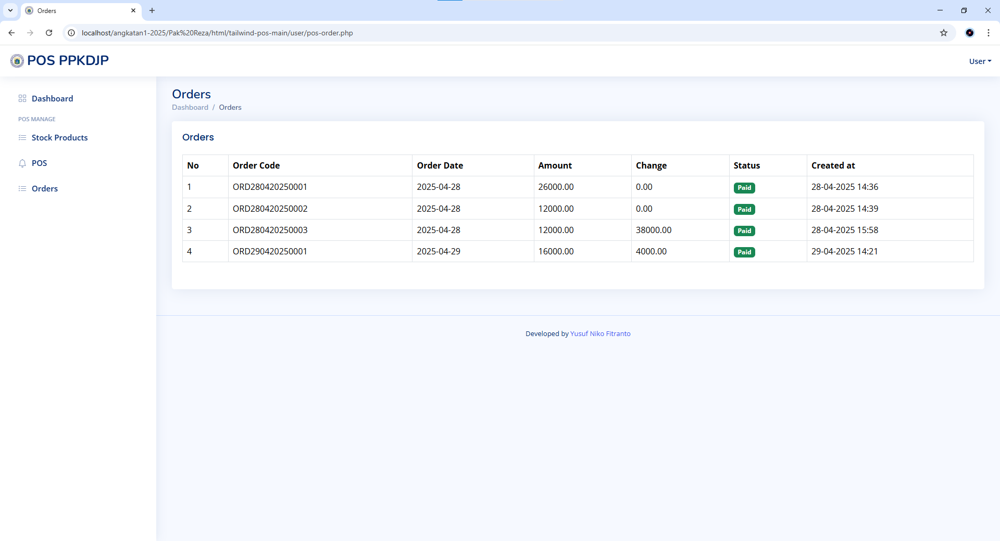 Orders
localhost/angkatan1-2025/Pak%20Reza/html/tailwind-pos-main/user/pos-order.php
POS PPKDJP
User
Dashboard
POS MANAGE
Stock Products
POS
Orders
Orders
Dashboard / Orders
Orders
No Order Code Order Date Amount Change Status Created at
1 ORD280420250001 2025-04-28 26000.00 0.00 Paid 28-04-2025 14:36
2 ORD280420250002 2025-04-28 12000.00 0.00 Paid 28-04-2025 14:39
3 ORD280420250003 2025-04-28 12000.00 38000.00 Paid 28-04-2025 15:58
4 ORD290420250001 2025-04-29 16000.00 4000.00 Paid 29-04-2025 14:21
Developed by Yusuf Niko Fitranto